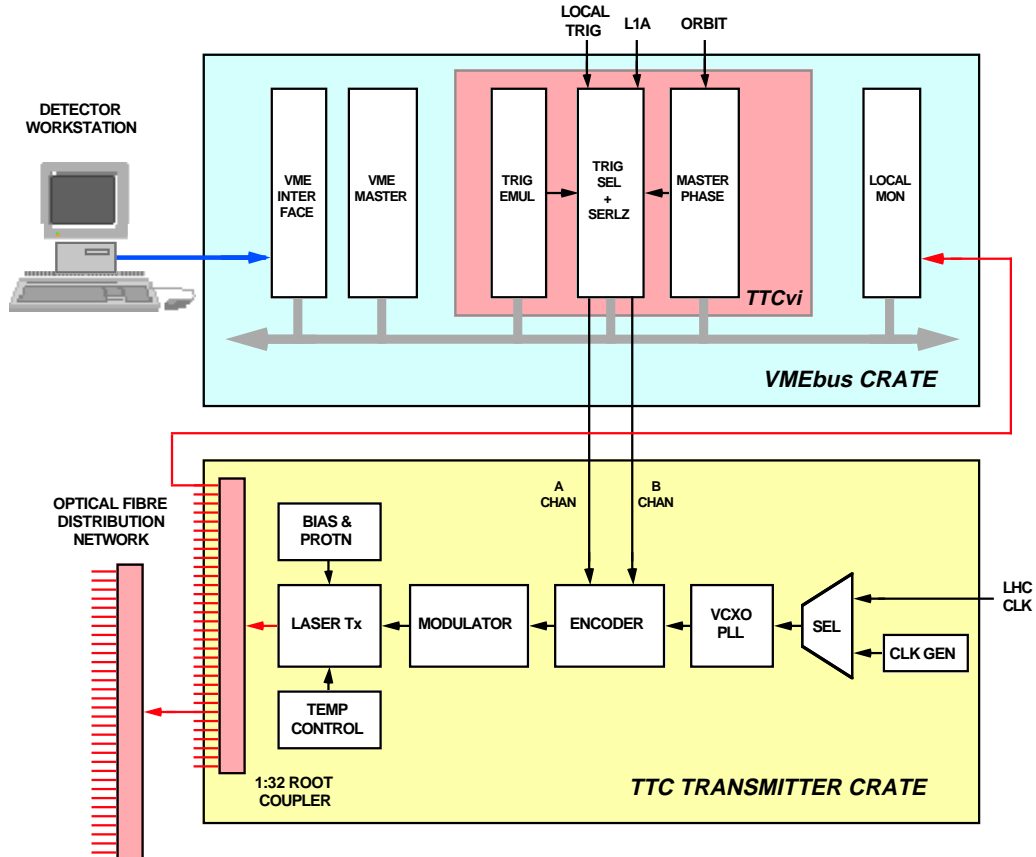 LOCAL
TRIG
L1A
ORBIT
DETECTOR
WORKSTATION
VME
INTER
FACE
VME
MASTER
TRIG
EMUL
TRIG
SEL
+
SERLZ
MASTER
PHASE
LOCAL
MON
TTCvi
VMEbus CRATE
A
CHAN
B
CHAN
OPTICAL FIBRE
DISTRIBUTION
NETWORK
BIAS &
PROTN
LASER Tx
MODULATOR
ENCODER
VCXO
PLL
SEL
LHC
CLK
CLK GEN
TEMP
CONTROL
1:32 ROOT
COUPLER
TTC TRANSMITTER CRATE